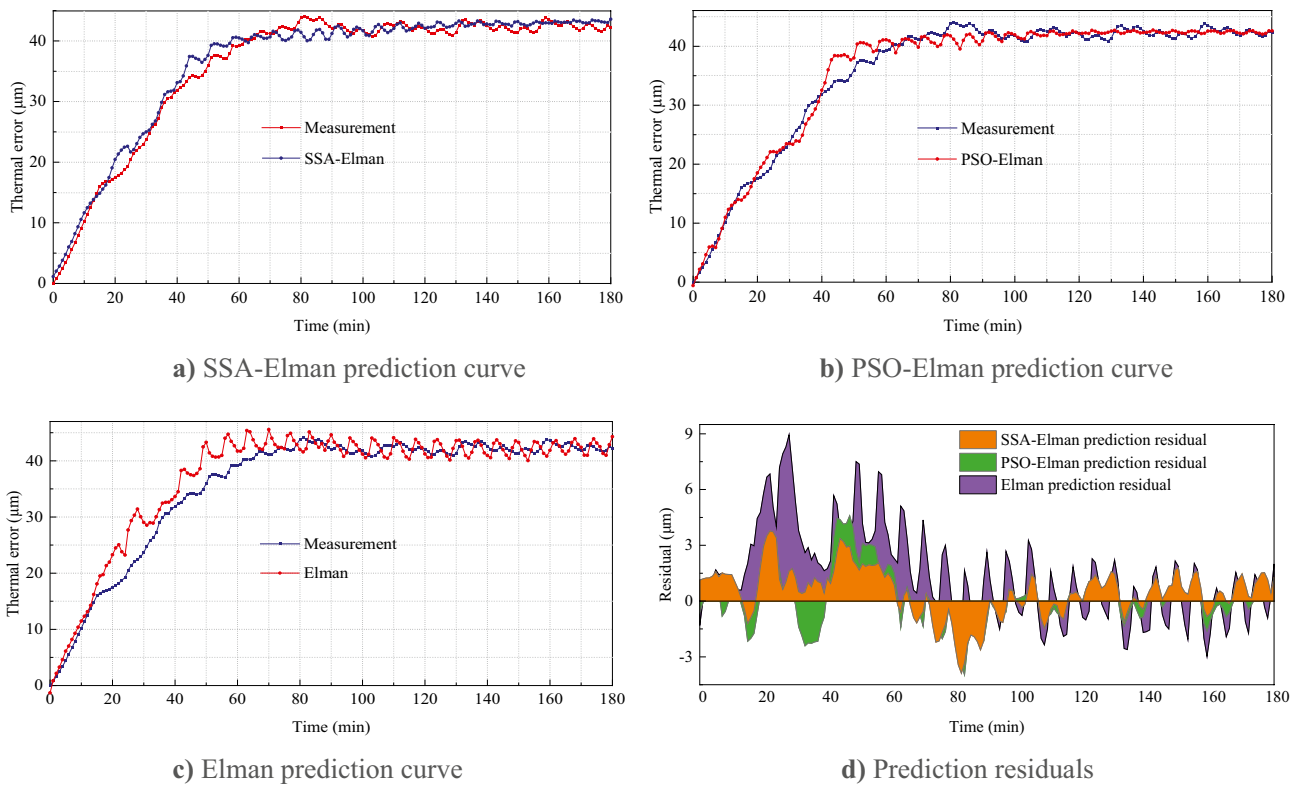 Thermal error (μm)
40
30
20
10
0
Measurement
SSA-Elman
0 20 40 60 80 100 120 140 160 180
Time (min)
a) SSA-Elman prediction curve
Thermal error (μm)
40
30
20
10
0
Measurement
PSO-Elman
0 20 40 60 80 100 120 140 160 180
Time (min)
b) PSO-Elman prediction curve
Thermal error (μm)
40
30
20
10
0
Measurement
Elman
0 20 40 60 80 100 120 140 160 180
Time (min)
c) Elman prediction curve
Residual (μm)
9
6
3
0
-3
SSA-Elman prediction residual
PSO-Elman prediction residual
Elman prediction residual
0 20 40 60 80 100 120 140 160 180
Time (min)
d) Prediction residuals